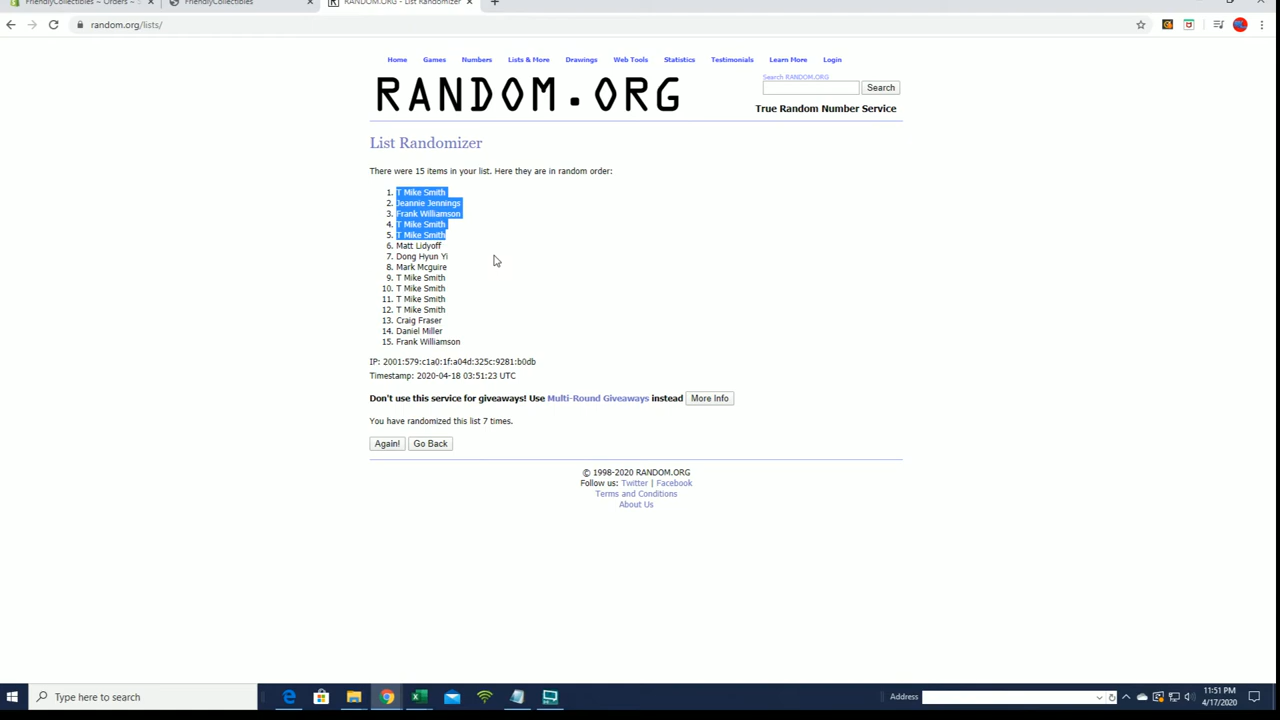 FriendlyCollectibles – Orders –
FriendlyCollectibles
RANDOM.ORG - List Randomizer
random.org/lists/
Home Games Numbers Lists & More Drawings Web Tools Statistics Testimonials Learn More Login
RANDOM.ORG
Search RANDOM.ORG
Search
True Random Number Service
List Randomizer
There were 15 items in your list. Here they are in random order:
1. T Mike Smith
2. Jeannie Jennings
3. Frank Williamson
4. T Mike Smith
5. T Mike Smith
6. Matt Lidyoff
7. Dong Hyun Yi
8. Mark Mcguire
9. T Mike Smith
10. T Mike Smith
11. T Mike Smith
12. T Mike Smith
13. Craig Fraser
14. Daniel Miller
15. Frank Williamson
IP: 2001:579:c1a0:1f:a04d:325c:9281:b0db
Timestamp: 2020-04-18 03:51:23 UTC
Don't use this service for giveaways! Use Multi-Round Giveaways instead More Info
You have randomized this list 7 times.
Again! Go Back
© 1998-2020 RANDOM.ORG
Follow us: Twitter | Facebook
Terms and Conditions
About Us
Type here to search
Address
11:51 PM
4/17/2020